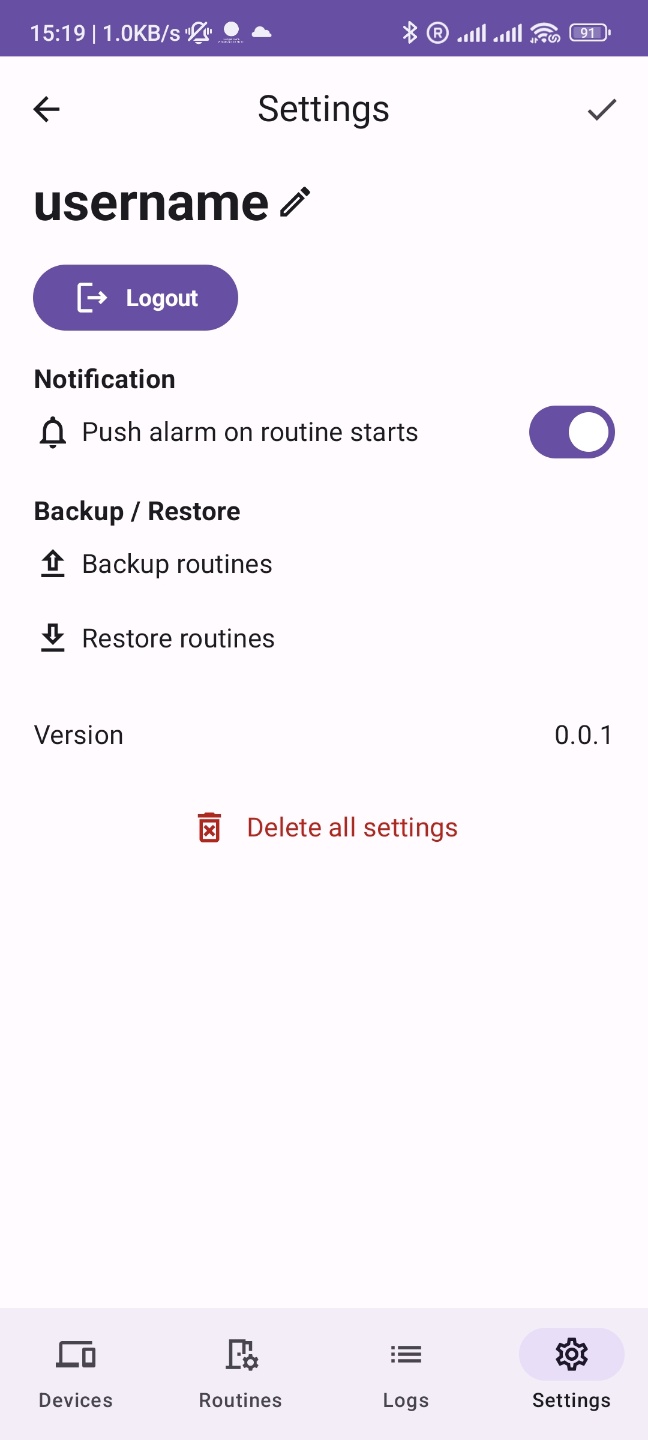 15:19 | 1.0KB/s R 91
Settings
username
Logout
Notification
Push alarm on routine starts
Backup / Restore
Backup routines
Restore routines
Version 0.0.1
Delete all settings
Devices Routines Logs Settings